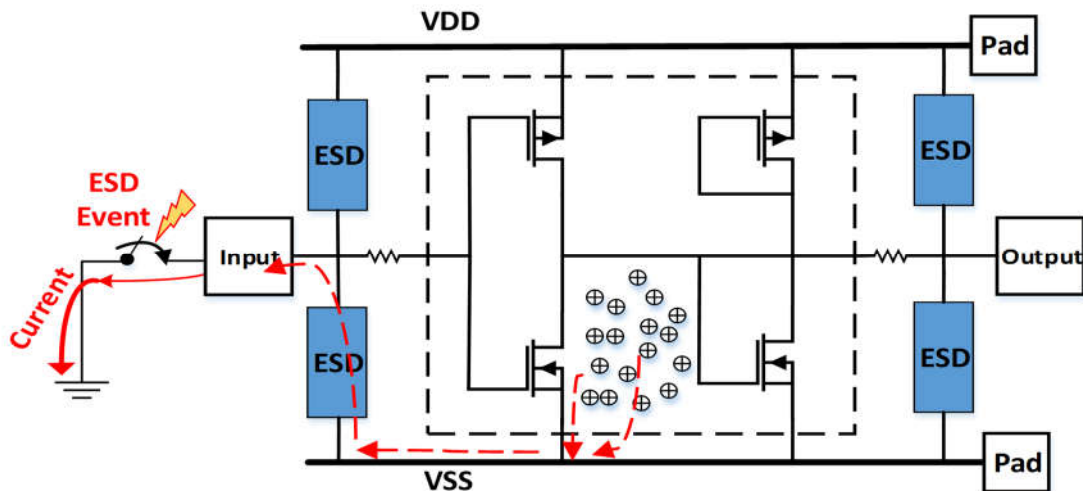 VDD
Pad
ESD
ESD
ESD
Event
Input
Output
Current
ESD
ESD
VSS
Pad